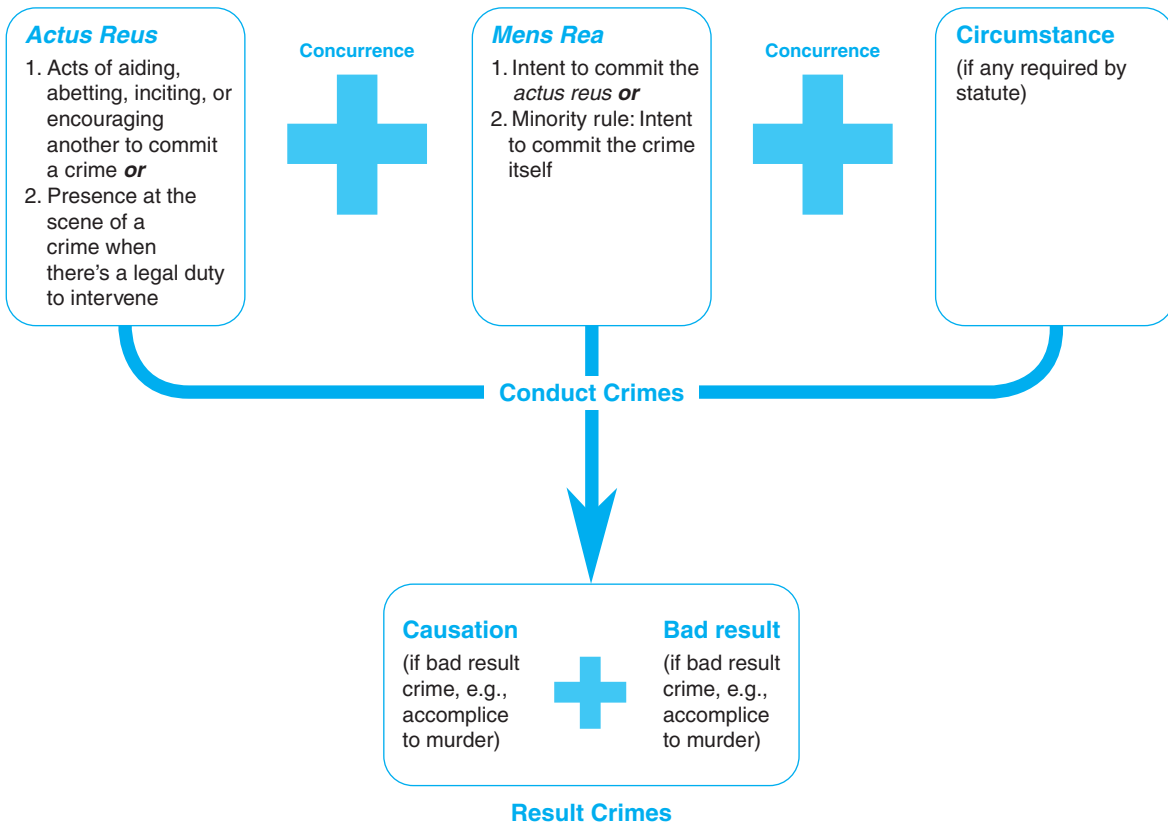 Actus Reus
1. Acts of aiding,
abetting, inciting, or
encouraging
another to commit
a crime or
2. Presence at the
scene of a
crime when
there's a legal duty
to intervene
Concurrence
Mens Rea
1. Intent to commit the
actus reus or
2. Minority rule: Intent
to commit the crime
itself
Concurrence
Circumstance
(if any required by
statute)
Conduct Crimes
Causation
(if bad result
crime, e.g.,
accomplice
to murder)
Bad result
(if bad result
crime, e.g.,
accomplice
to murder)
Result Crimes